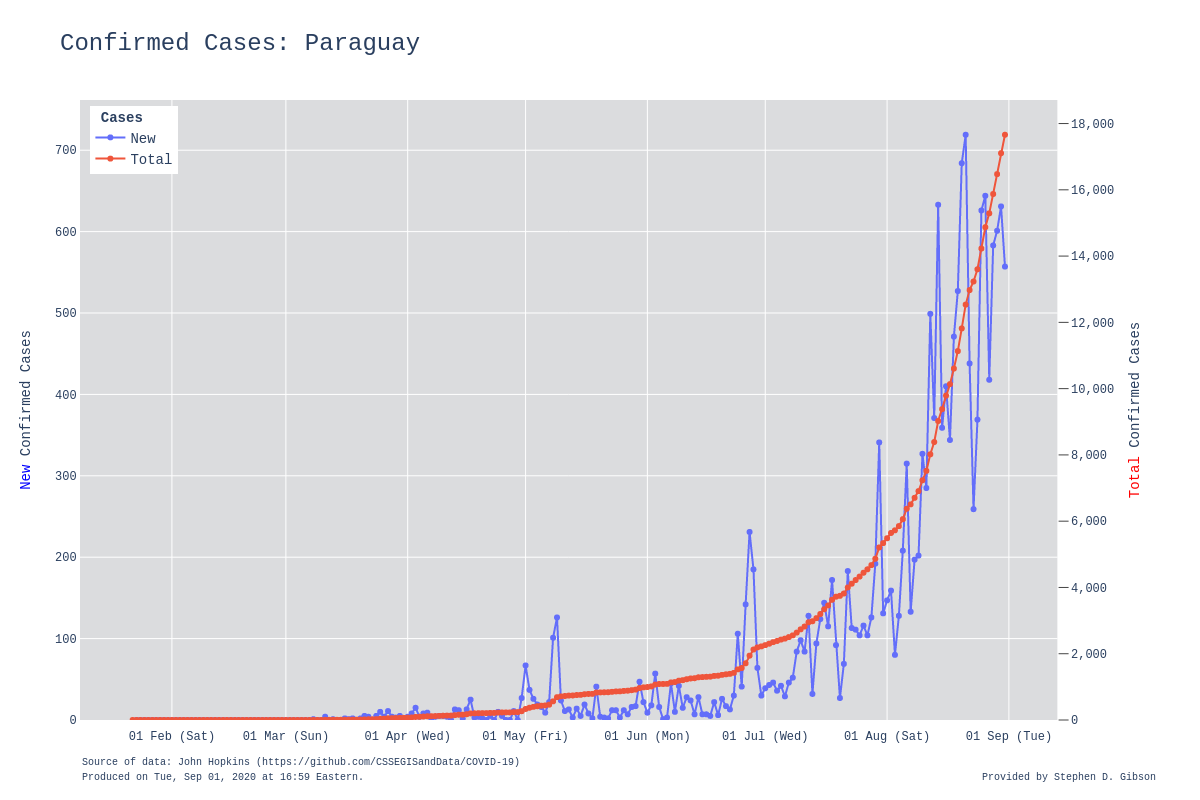 Confirmed Cases: Paraguay
Cases
New
Total
700
600
500
400
300
200
100
0
18,000
16,000
14,000
12,000
10,000
8,000
6,000
4,000
2,000
0
New Confirmed Cases
Total Confirmed Cases
01 Feb (Sat)
01 Mar (Sun)
01 Apr (Wed)
01 May (Fri)
01 Jun (Mon)
01 Jul (Wed)
01 Aug (Sat)
01 Sep (Tue)
Source of data: John Hopkins (https://github.com/CSSEGISandData/COVID-19)
Produced on Tue, Sep 01, 2020 at 16:59 Eastern.
Provided by Stephen D. Gibson